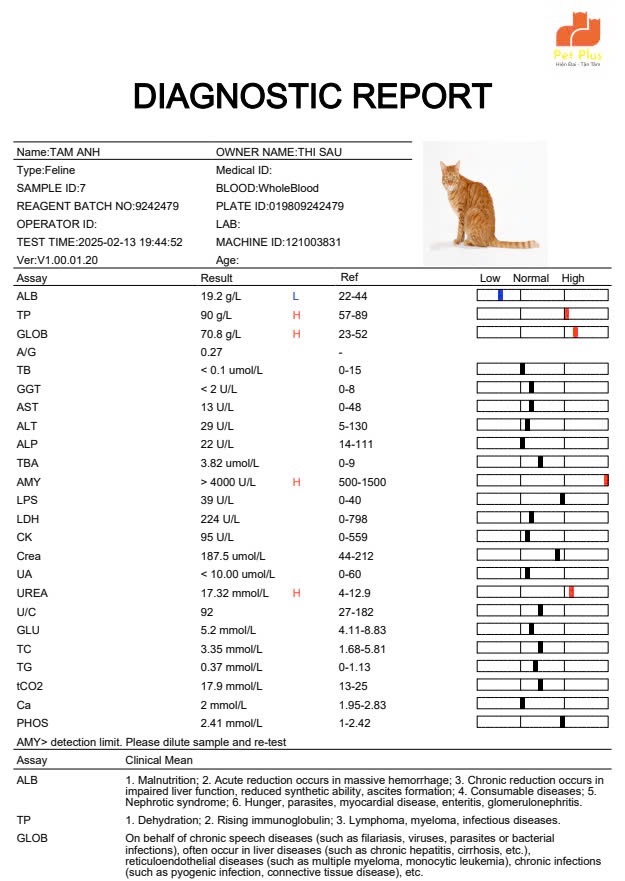 Pet Plus
Hiện Đại - Tận Tâm
DIAGNOSTIC REPORT
Name:TAM ANH OWNER NAME:THI SAU
Type:Feline Medical ID:
SAMPLE ID:7 BLOOD:WholeBlood
REAGENT BATCH NO:9242479 PLATE ID:019809242479
OPERATOR ID: LAB:
TEST TIME:2025-02-13 19:44:52 MACHINE ID:121003831
Ver:V1.00.01.20 Age:
Assay Result Ref Low Normal High
ALB 19.2 g/L L 22-44
TP 90 g/L H 57-89
GLOB 70.8 g/L H 23-52
A/G 0.27 -
TB < 0.1 umol/L 0-15
GGT < 2 U/L 0-8
AST 13 U/L 0-48
ALT 29 U/L 5-130
ALP 22 U/L 14-111
TBA 3.82 umol/L 0-9
AMY > 4000 U/L H 500-1500
LPS 39 U/L 0-40
LDH 224 U/L 0-798
CK 95 U/L 0-559
Crea 187.5 umol/L 44-212
UA < 10.00 umol/L 0-60
UREA 17.32 mmol/L H 4-12.9
U/C 92 27-182
GLU 5.2 mmol/L 4.11-8.83
TC 3.35 mmol/L 1.68-5.81
TG 0.37 mmol/L 0-1.13
tCO2 17.9 mmol/L 13-25
Ca 2 mmol/L 1.95-2.83
PHOS 2.41 mmol/L 1-2.42
AMY> detection limit. Please dilute sample and re-test
Assay Clinical Mean
ALB 1. Malnutrition; 2. Acute reduction occurs in massive hemorrhage; 3. Chronic reduction occurs in
impaired liver function, reduced synthetic ability, ascites formation; 4. Consumable diseases; 5.
Nephrotic syndrome; 6. Hunger, parasites, myocardial disease, enteritis, glomerulonephritis.
TP 1. Dehydration; 2. Rising immunoglobulin; 3. Lymphoma, myeloma, infectious diseases.
GLOB On behalf of chronic speech diseases (such as filariasis, viruses, parasites or bacterial
infections), often occur in liver diseases (such as chronic hepatitis, cirrhosis, etc.),
reticuloendothelial diseases (such as multiple myeloma, monocytic leukemia), chronic infections
(such as pyogenic infection, connective tissue disease), etc.